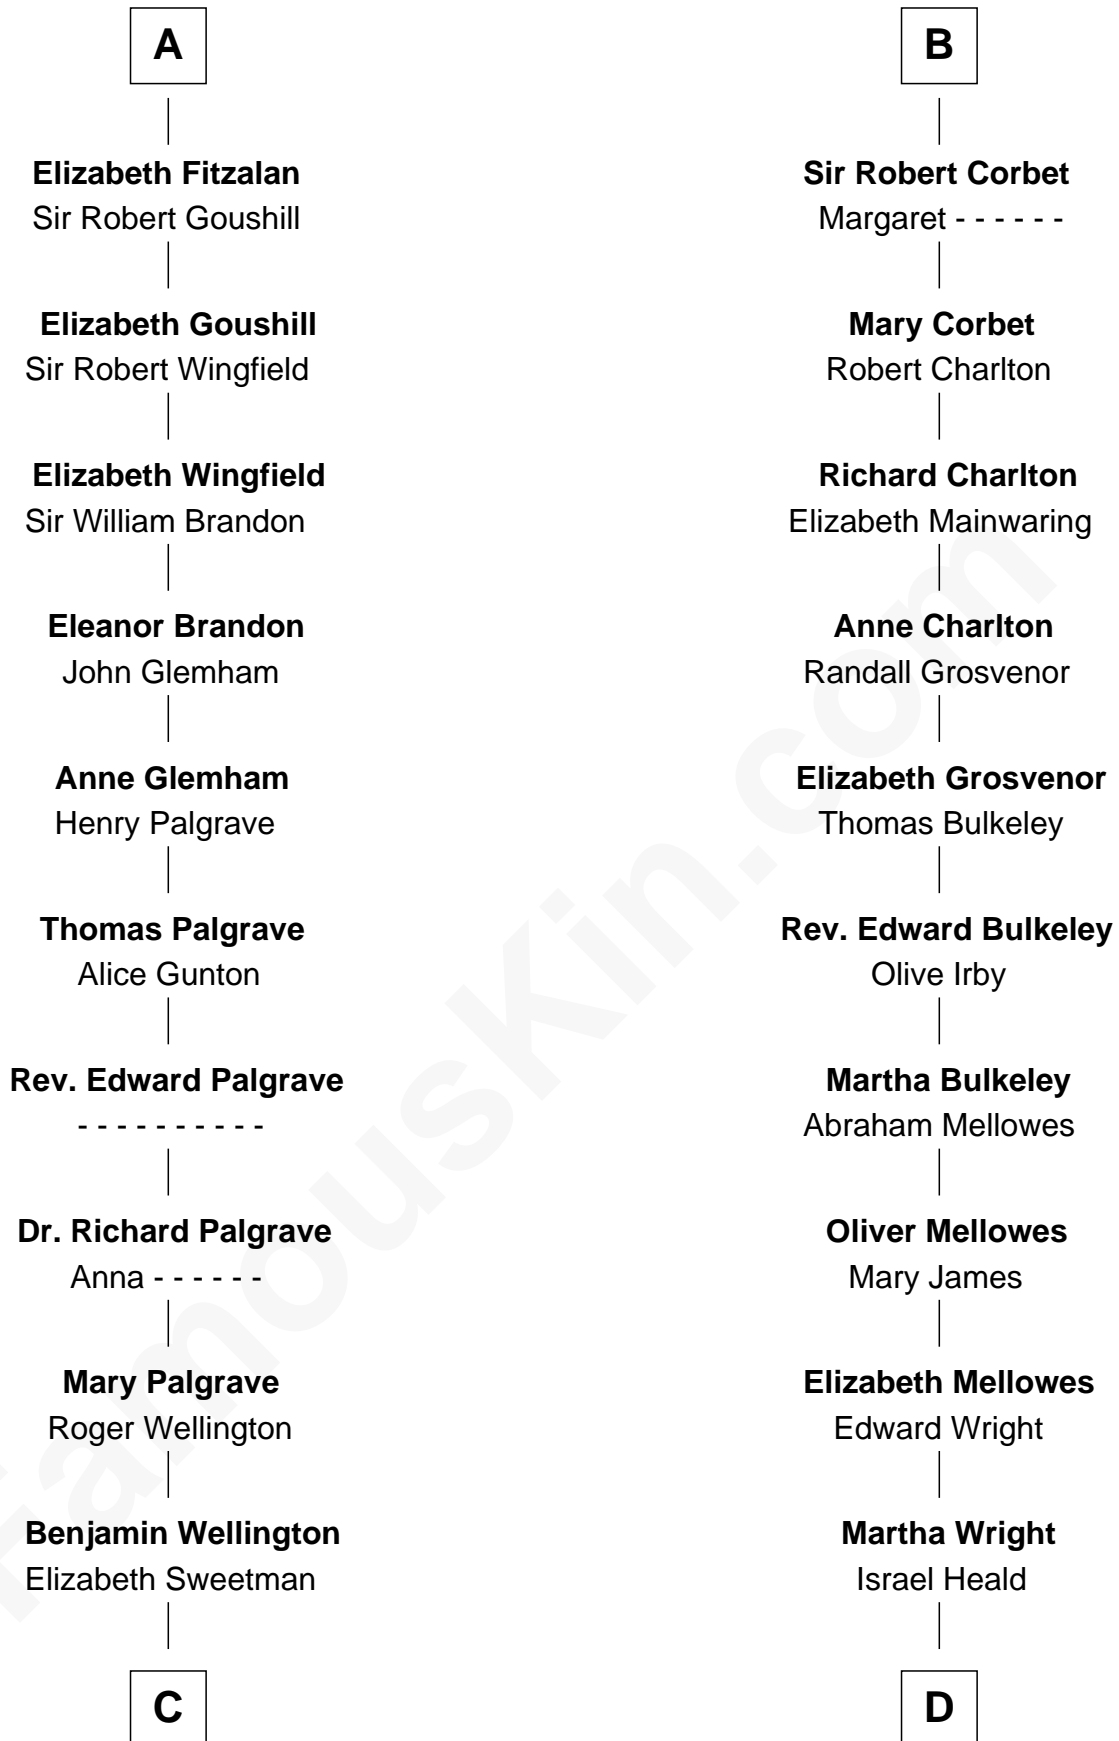 A
Elizabeth Fitzalan
Sir Robert Goushill
Elizabeth Goushill
Sir Robert Wingfield
Elizabeth Wingfield
Sir William Brandon
Eleanor Brandon
John Glemham
Anne Glemham
Henry Palgrave
Thomas Palgrave
Alice Gunton
Rev. Edward Palgrave
- - - - - - - - - -
Dr. Richard Palgrave
Anna - - - - - -
Mary Palgrave
Roger Wellington
Benjamin Wellington
Elizabeth Sweetman
C
B
Sir Robert Corbet
Margaret - - - - - -
Mary Corbet
Robert Charlton
Richard Charlton
Elizabeth Mainwaring
Anne Charlton
Randall Grosvenor
Elizabeth Grosvenor
Thomas Bulkeley
Rev. Edward Bulkeley
Olive Irby
Martha Bulkeley
Abraham Mellowes
Oliver Mellowes
Mary James
Elizabeth Mellowes
Edward Wright
Martha Wright
Israel Heald
D
FamousKin.com